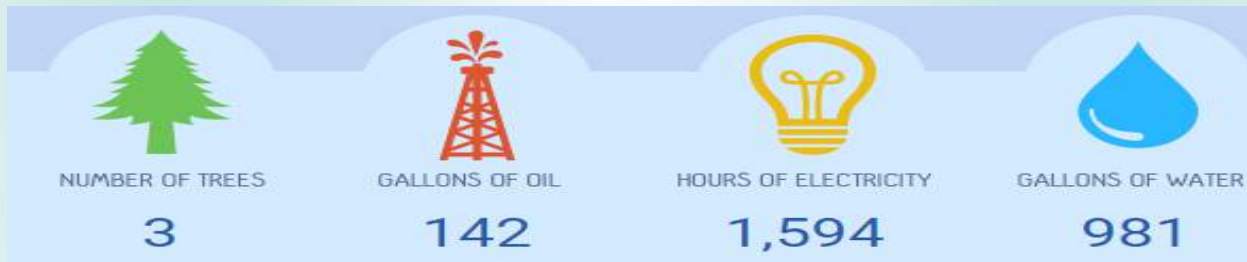 NUMBER OF TREES
3
GALLONS OF OIL
142
HOURS OF ELECTRICITY
1,594
GALLONS OF WATER
981